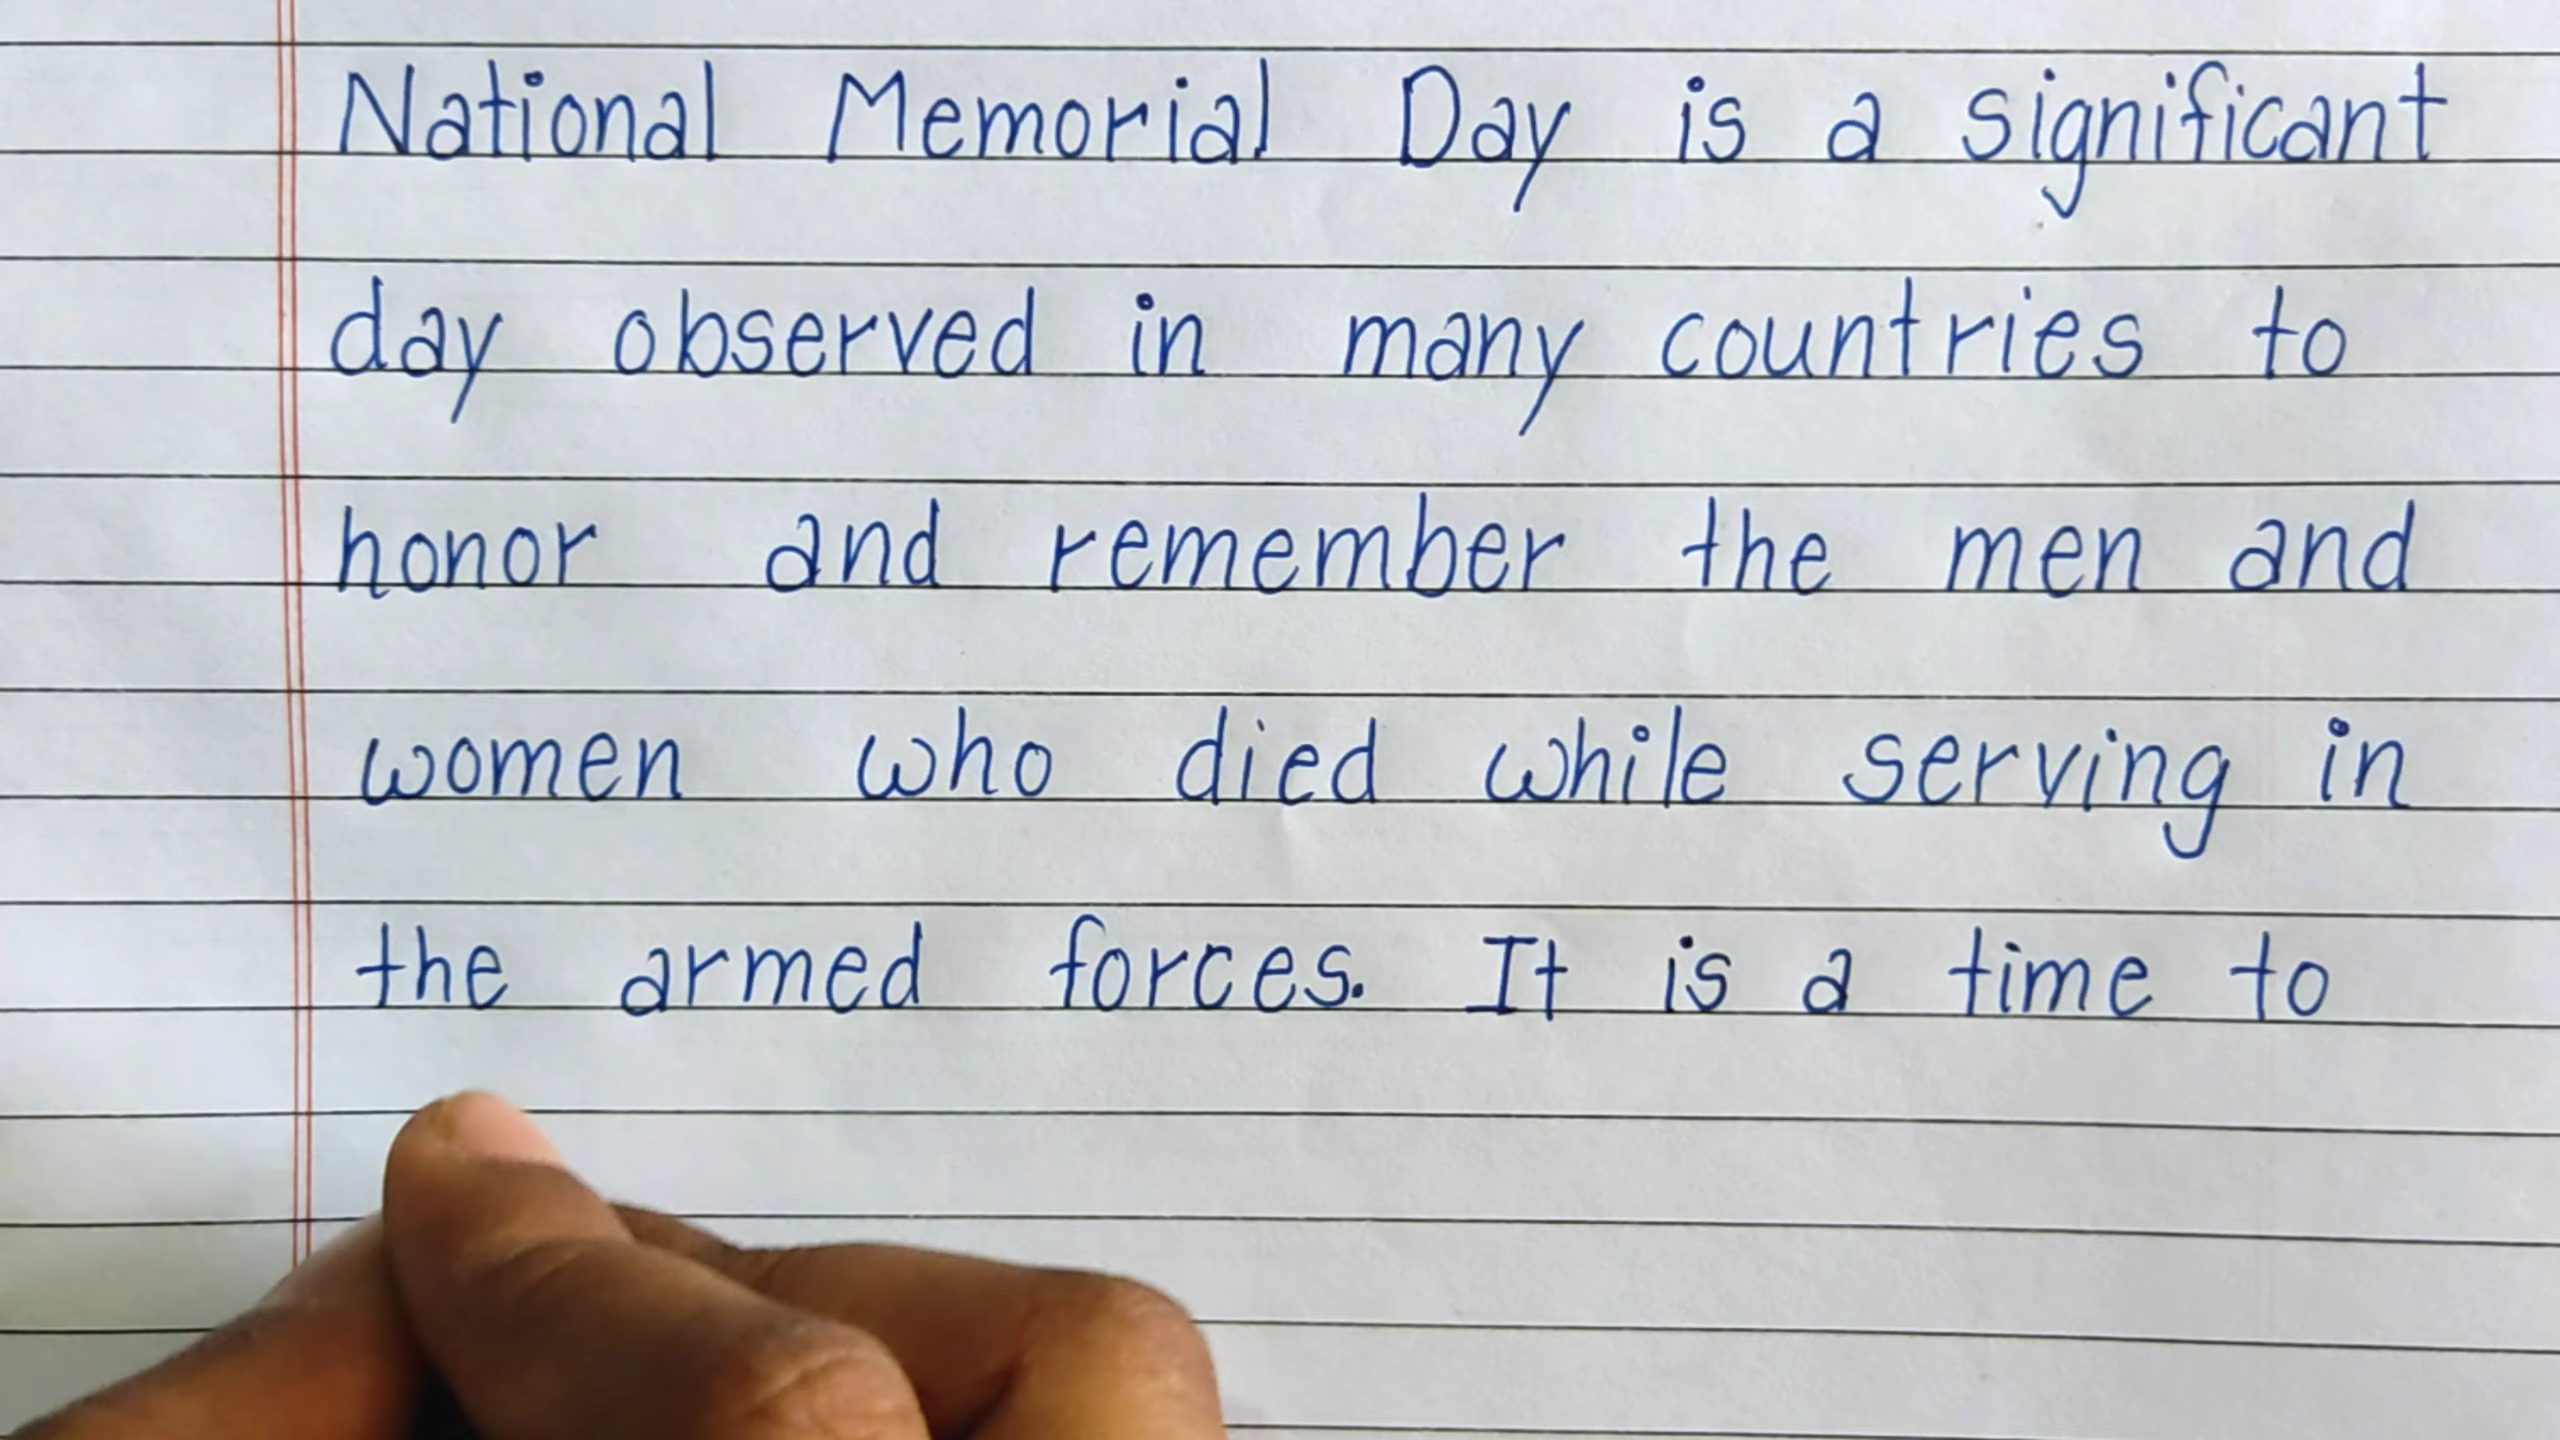 National Memorial Day is a significant
day observed in many countries to
honor and remember the men and
women who died while serving in
the armed forces. It is a time to